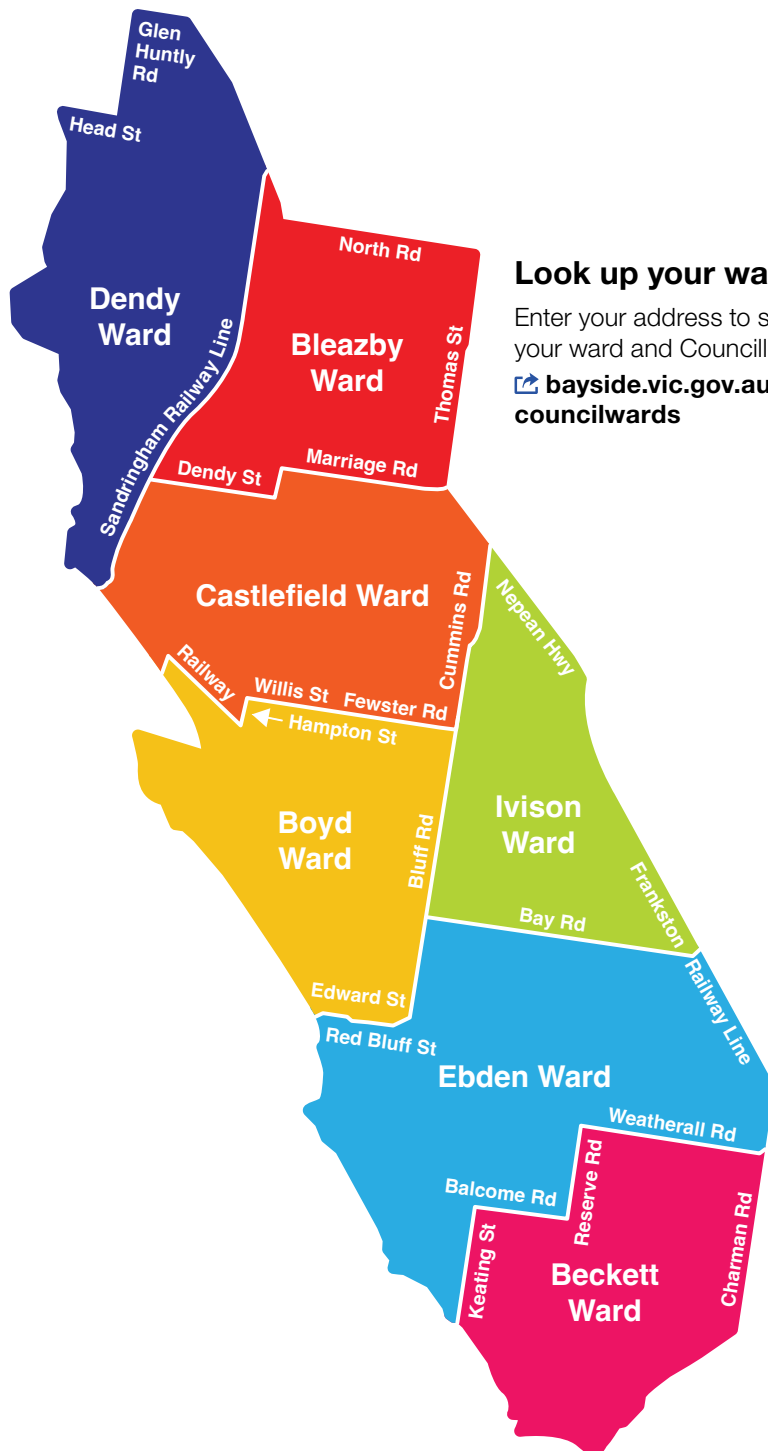 Glen
Huntly
Rd
Head St
North Rd
Look up your wa
Enter your address to s
your ward and Councill
bayside.vic.gov.au
councilwards
Dendy
Ward
Sandringham Railway Line
Bleazby
Ward
Thomas St
Dendy St
Marriage Rd
Castlefield Ward
Cummins Rd
Nepean Hwy
Railway
Willis St
Fewster Rd
Hampton St
Boyd
Ward
Bluff Rd
Ivison
Ward
Frankston
Railway Line
Bay Rd
Edward St
Red Bluff St
Ebden Ward
Weatherall Rd
Balcome Rd
Reserve Rd
Keating St
Charman Rd
Beckett
Ward